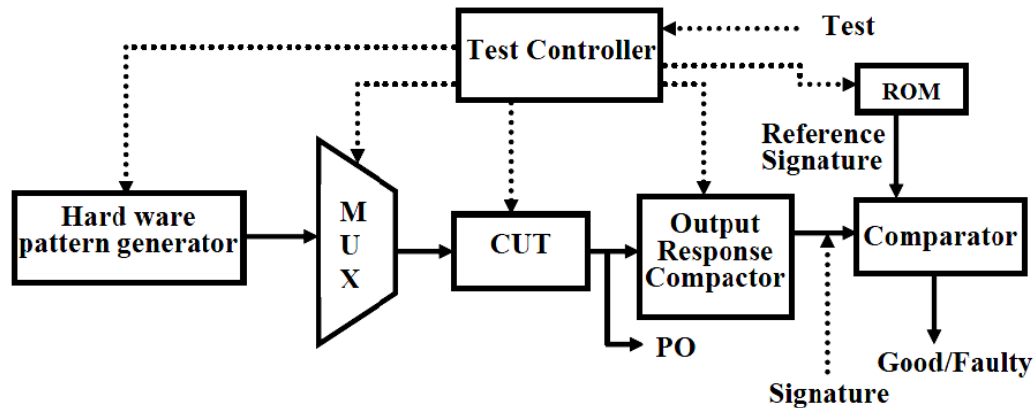 Test
Test Controller
ROM
Reference
Signature
Hard ware
pattern generator
M
U
X
CUT
Output
Response
Compactor
Comparator
PO
Good/Faulty
Signature